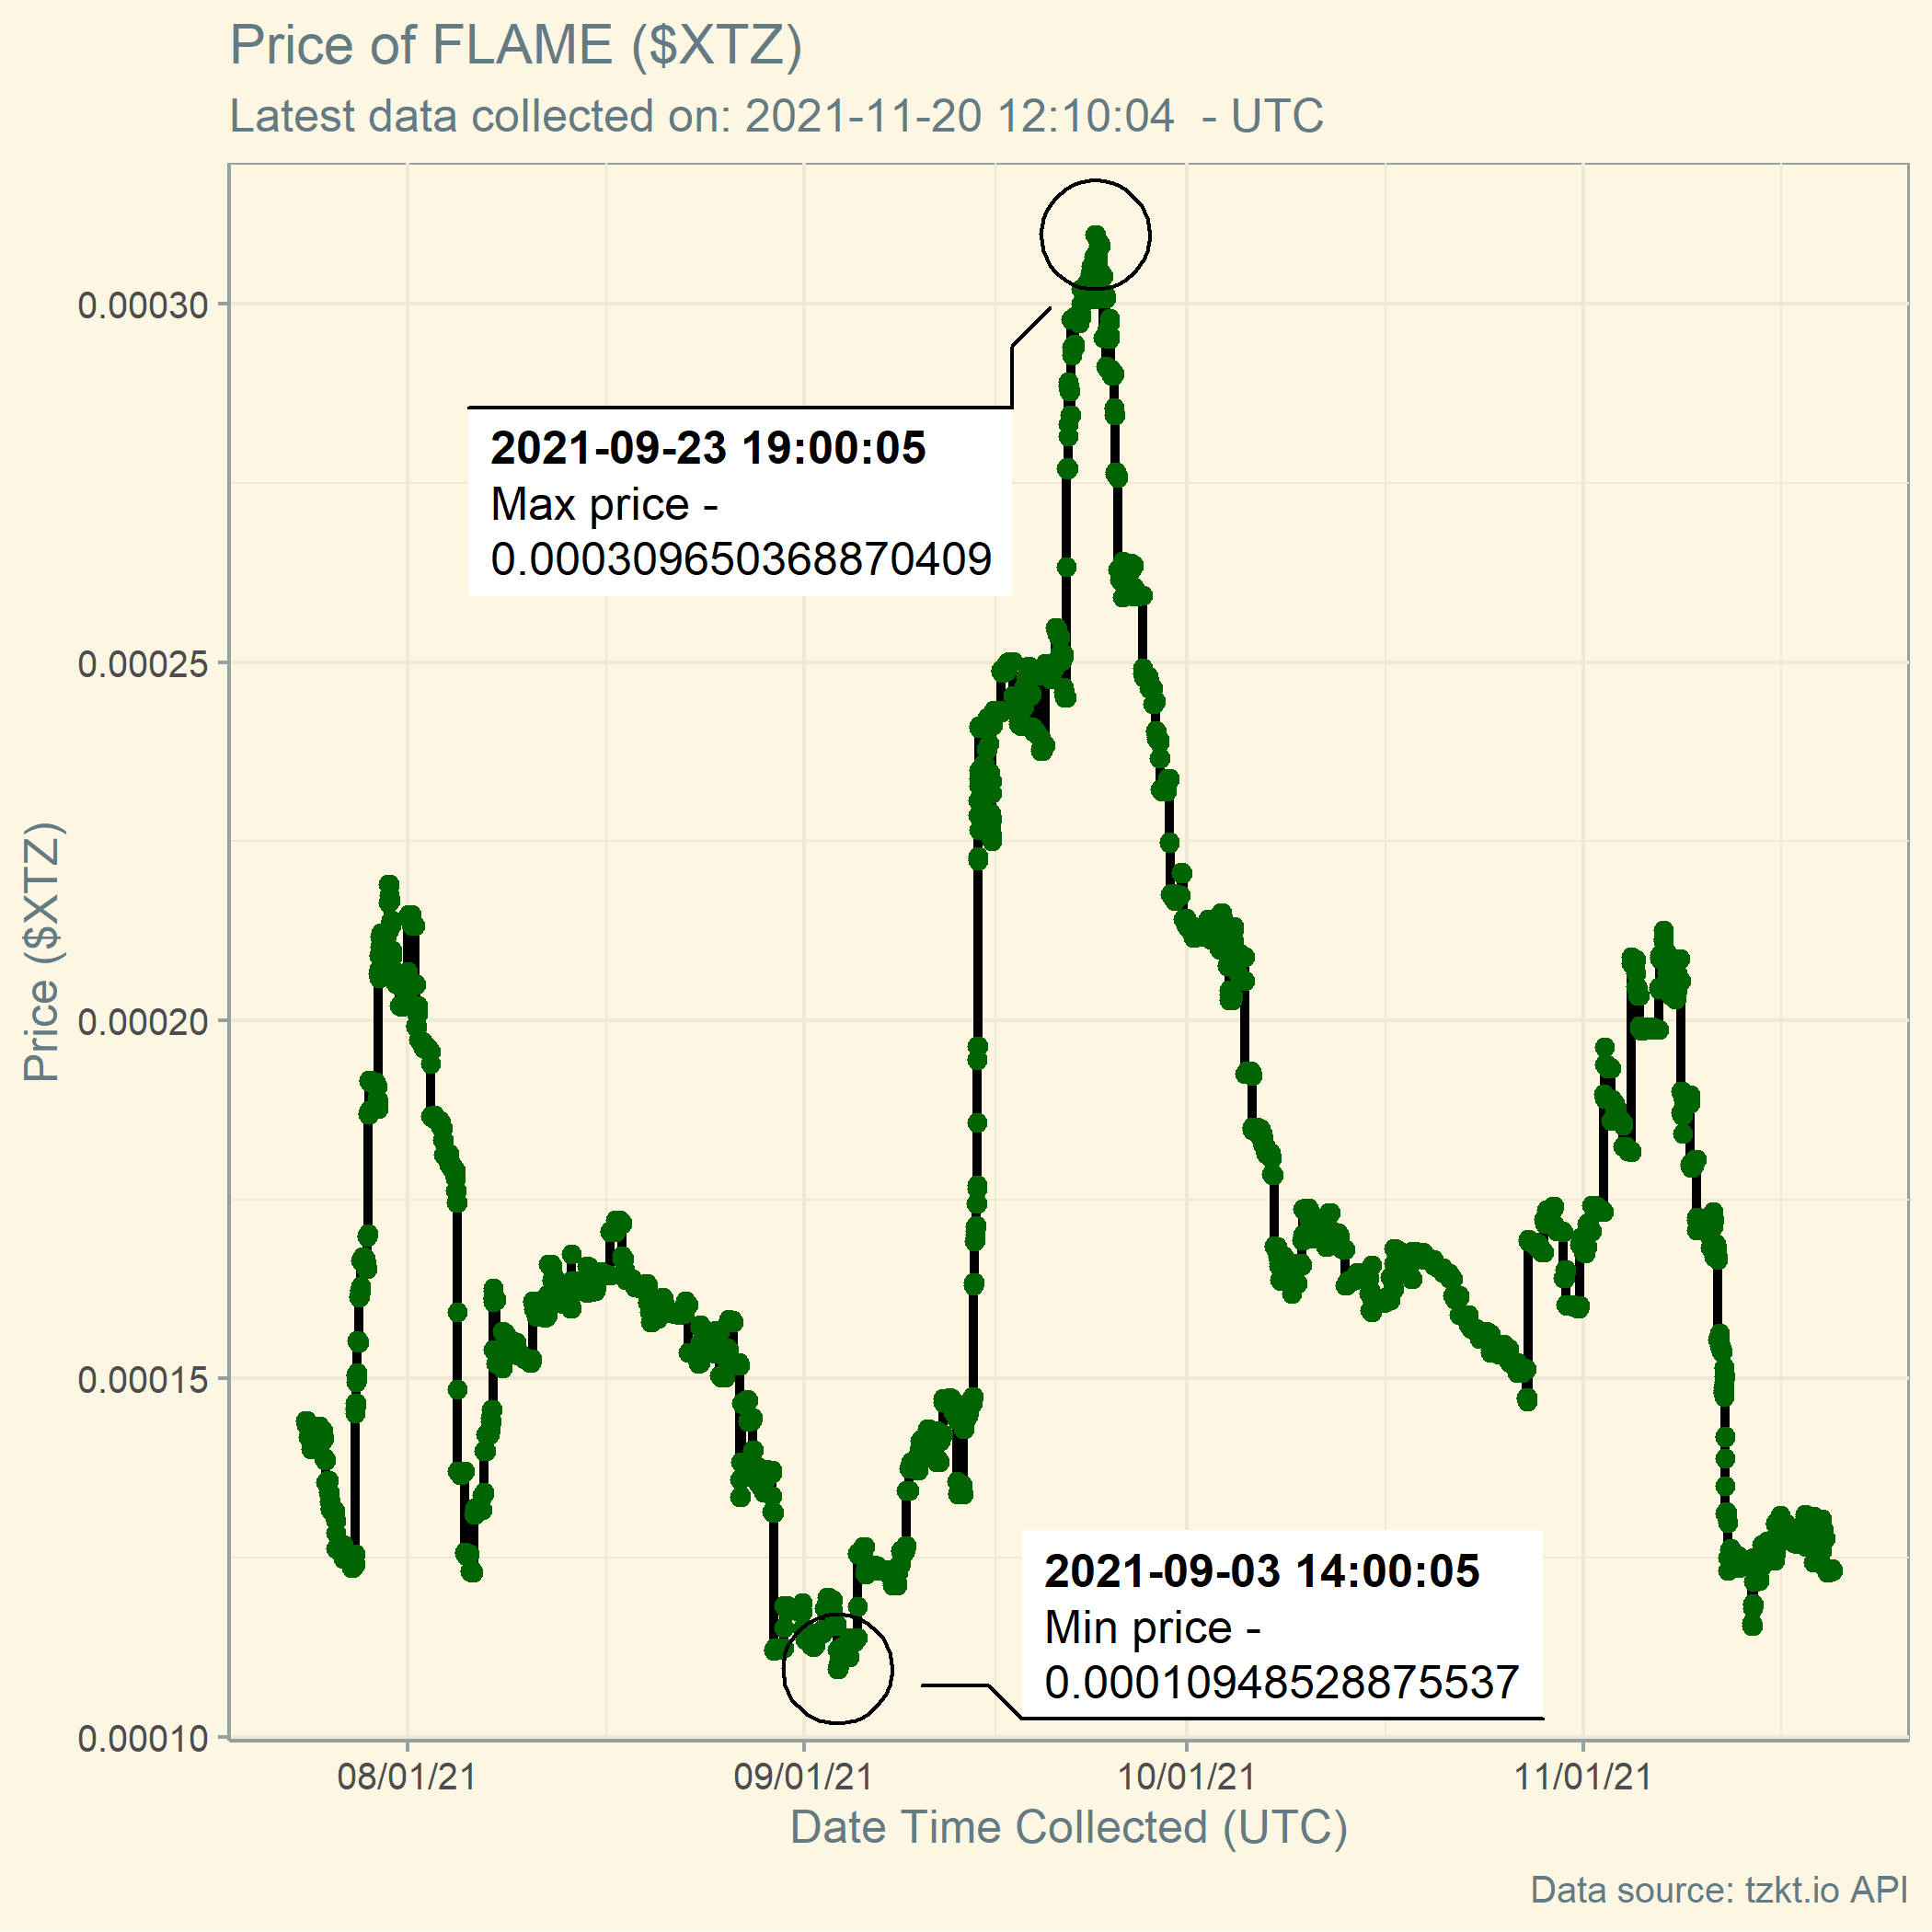 Price of FLAME ($XTZ)
Latest data collected on: 2021-11-20 12:10:04  - UTC
Price ($XTZ)
0.00030
0.00025
0.00020
0.00015
0.00010
2021-09-23 19:00:05
Max price -
0.000309650368870409
2021-09-03 14:00:05
Min price -
0.00010948528875537
08/01/21
09/01/21
10/01/21
11/01/21
Date Time Collected (UTC)
Data source: tzkt.io API